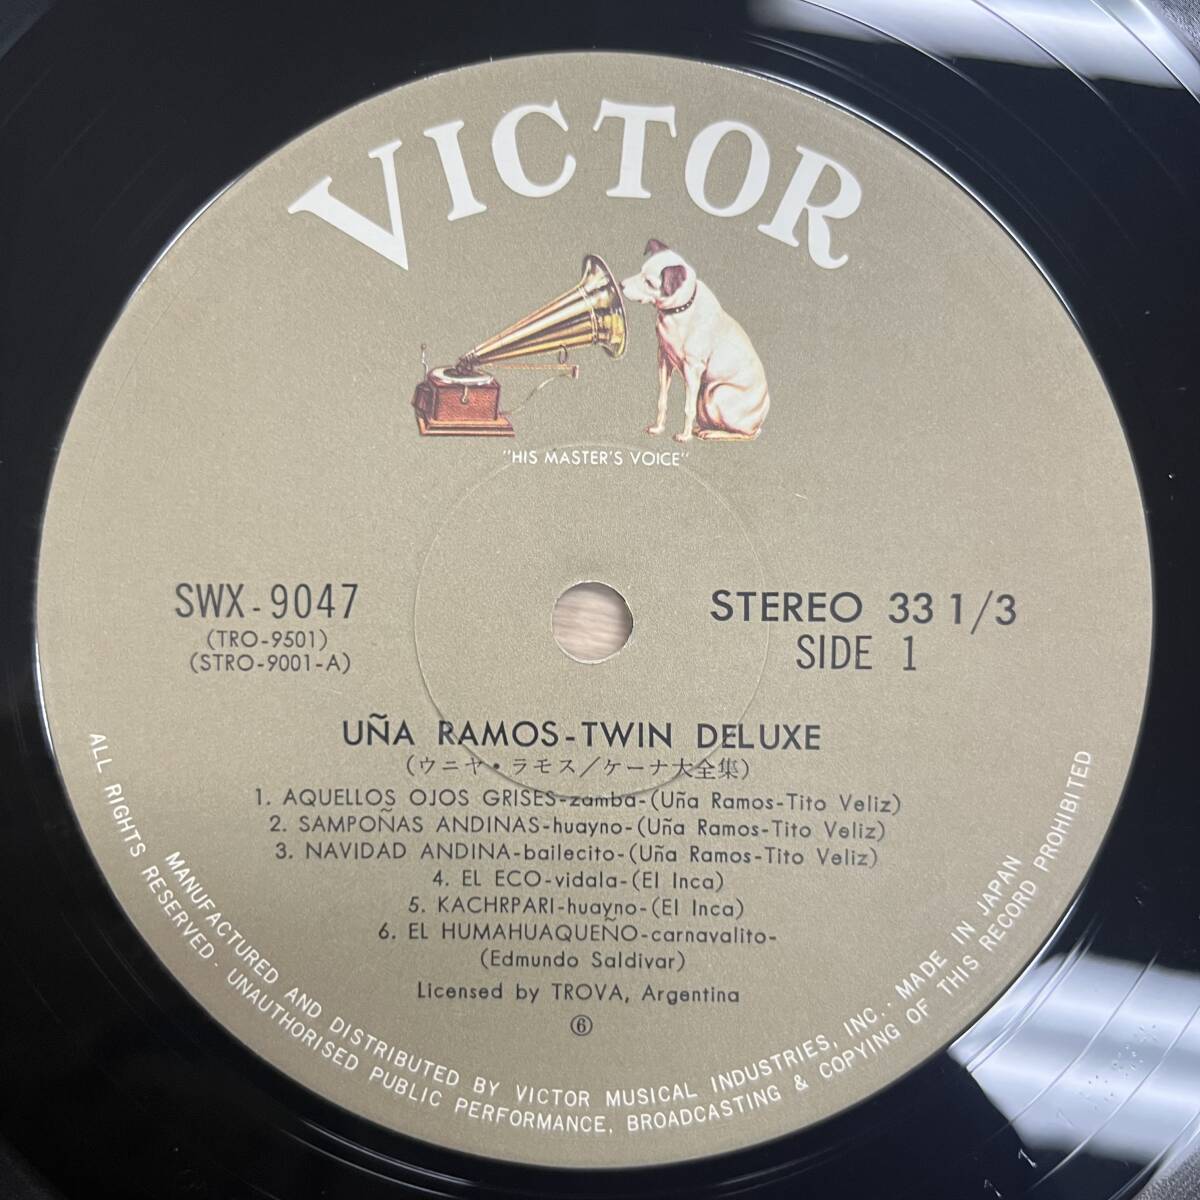 VICTOR
"HIS MASTER'S VOICE"
SWX-9047
(TRO-9501)
(STRO-9001-A)
STEREO 33 1/3
SIDE 1
UÑA RAMOS-TWIN DELUXE
(ウニヤ・ラモス/ケーナ大全集)
1. AQUELLOS OJOS GRISES-zamba-(Uña Ramos-Tito Veliz)
2. SAMPOÑAS ANDINAS-huayno-(Uña Ramos-Tito Veliz)
3. NAVIDAD ANDINA-bailecito-(Uña Ramos-Tito Veliz)
4. EL ECO-vidala-(El Inca)
5. KACHRPARI-huayno-(El Inca)
6. EL HUMAHUAQUEÑO-carnavalito-
(Edmundo Saldivar)
Licensed by TROVA, Argentina
⑥
MANUFACTURED AND DISTRIBUTED BY VICTOR MUSICAL INDUSTRIES, INC.· MADE IN JAPAN
ALL RIGHTS RESERVED · UNAUTHORISED PUBLIC PERFORMANCE, BROADCASTING & COPYING OF THIS RECORD PROHIBITED